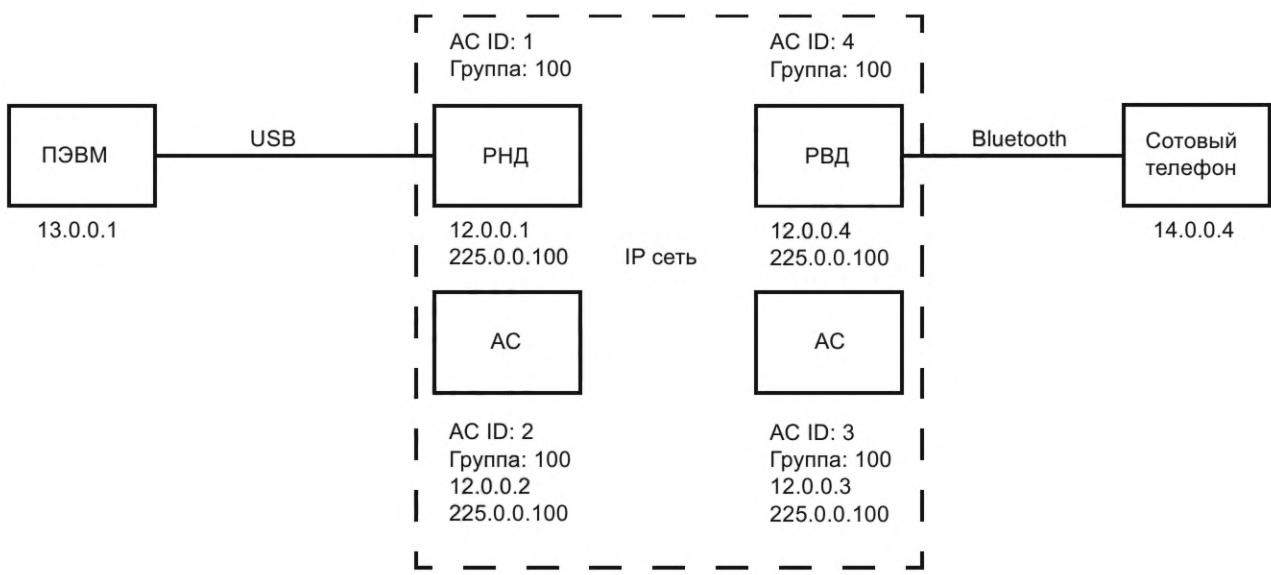 АС ID: 1
Группа: 100
АС ID: 4
Группа: 100
ПЭВМ
USB
РНД
РВД
Bluetooth
Сотовый
телефон
13.0.0.1
12.0.0.1
225.0.0.100
IP сеть
12.0.0.4
225.0.0.100
14.0.0.4
АС
АС
АС ID: 2
Группа: 100
12.0.0.2
225.0.0.100
АС ID: 3
Группа: 100
12.0.0.3
225.0.0.100